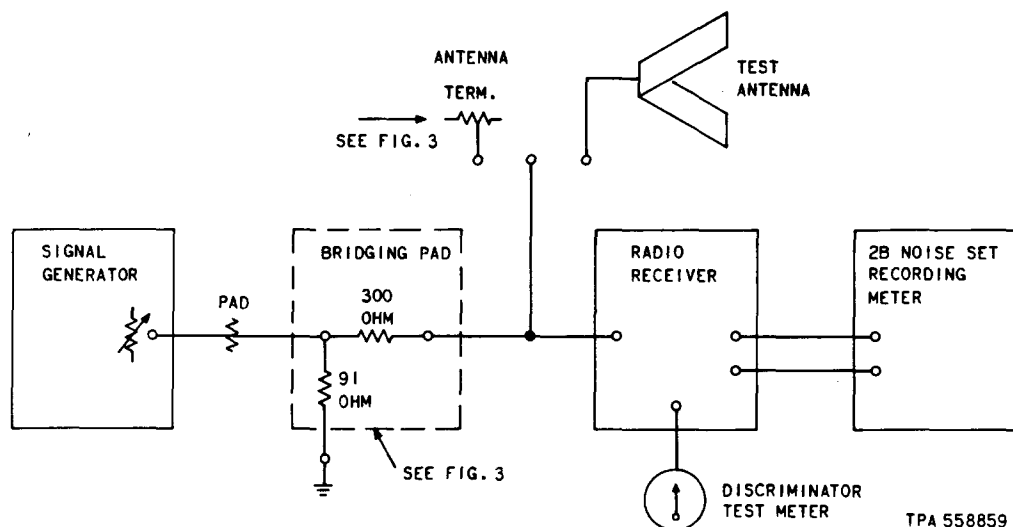 ANTENNA
TERM.
SEE FIG. 3
TEST
ANTENNA
SIGNAL
GENERATOR
PAD
BRIDGING PAD
300
OHM
91
OHM
SEE FIG. 3
RADIO
RECEIVER
2B NOISE SET
RECORDING
METER
DISCRIMINATOR
TEST METER
TPA 558859